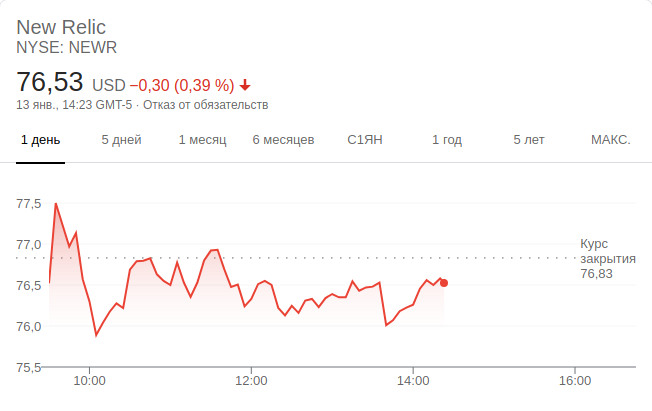 New Relic
NYSE: NEWR
76,53 USD −0,30 (0,39 %)
13 янв., 14:23 GMT-5 · Отказ от обязательств
1 день 5 дней 1 месяц 6 месяцев С1ЯН 1 год 5 лет МАКС.
77,5
77,0
76,5
76,0
75,5
Курс
закрытия
76,83
10:00 12:00 14:00 16:00